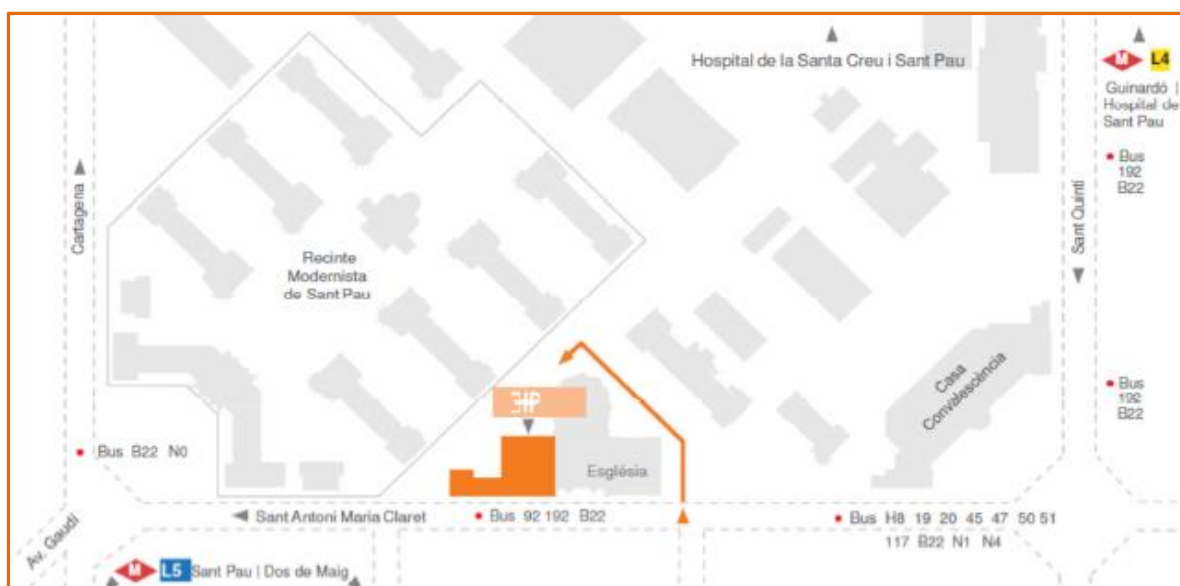 Hospital de la Santa Creu i Sant Pau
M L4
Guinardó |
Hospital de
Sant Pau
Bus
192
B22
Cartagena
Sant Quintí
Recinte
Modernista
de Sant Pau
Casa
Convalescència
Bus
192
B22
Església
Bus B22 N0
Sant Antoni Maria Claret
Bus 92 192 B22
Bus H8 19 20 45 47 50 51
117 B22 N1 N4
Av. Gaudí
M L5 Sant Pau | Dos de Maig